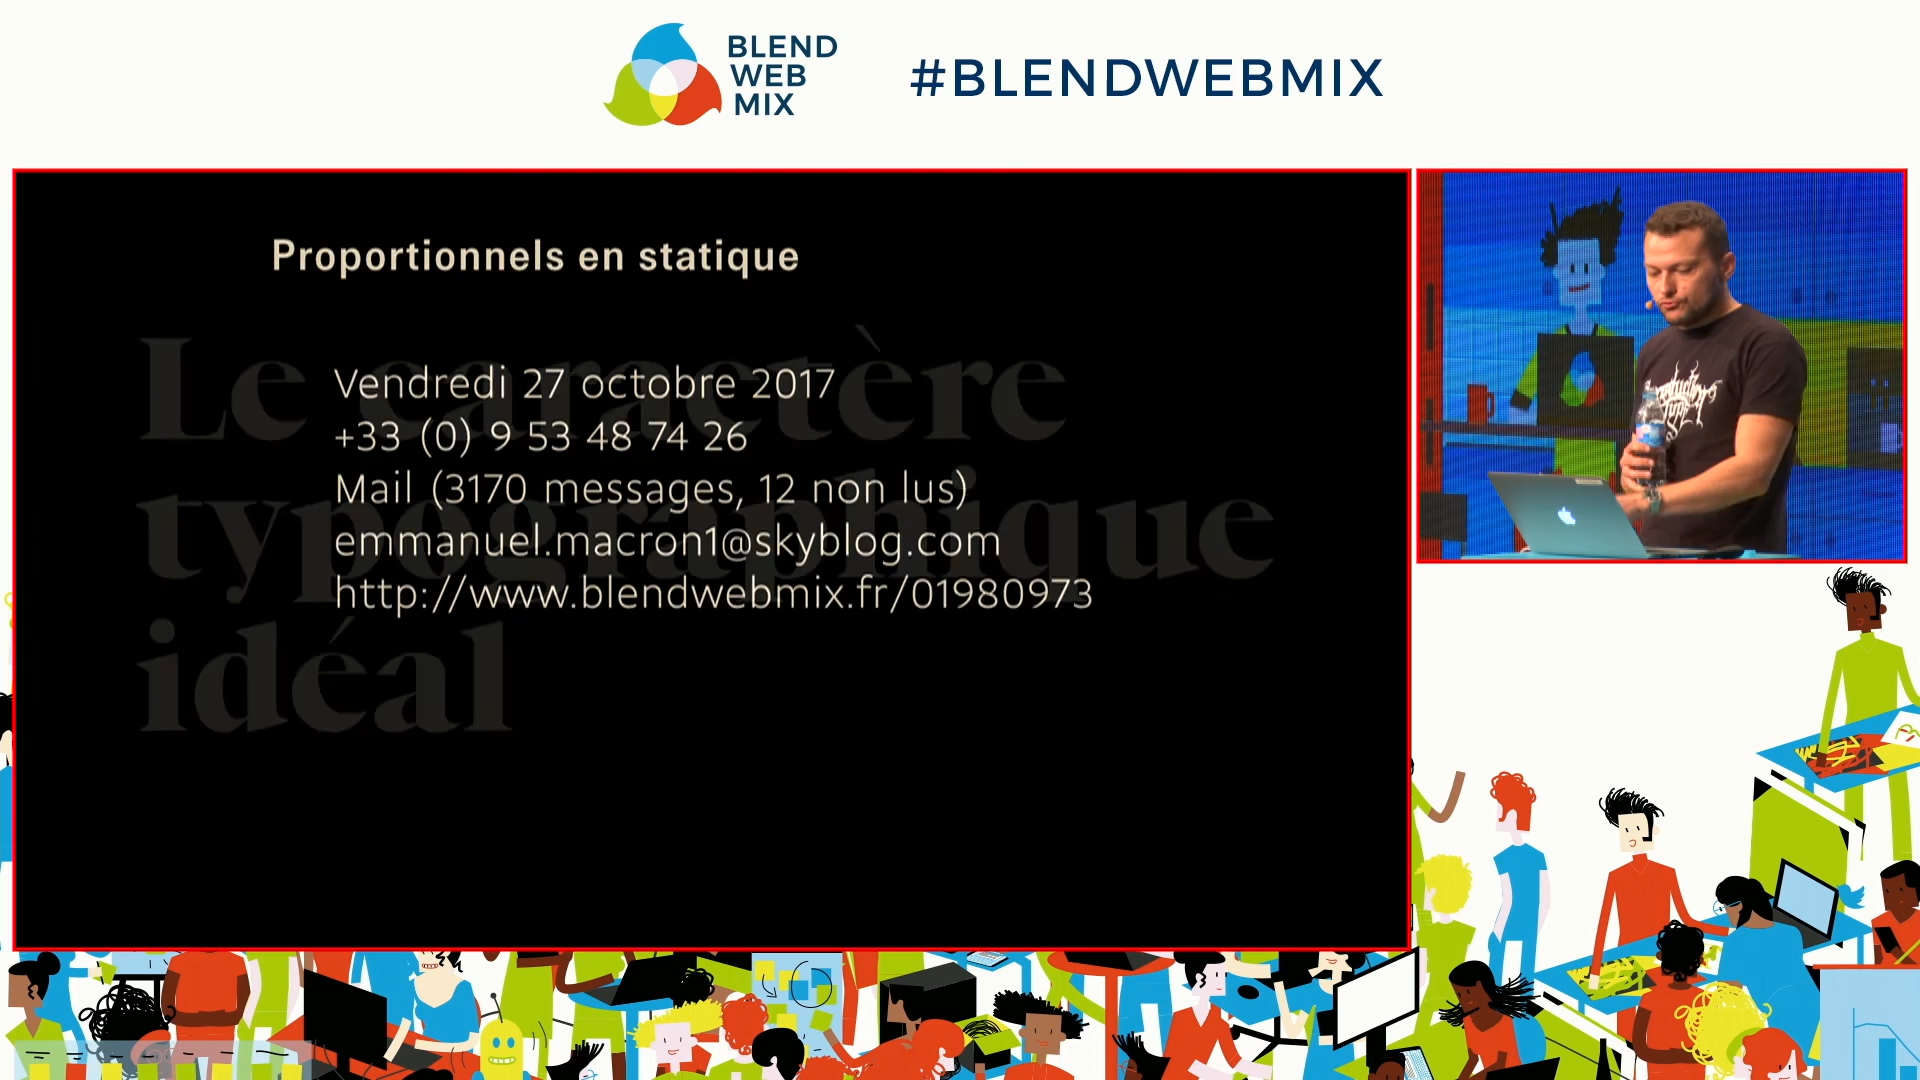 BLEND
WEB
MIX
#BLENDWEBMIX
Proportionnels en statique
Le caractère
typographique
idéal
Vendredi 27 octobre 2017
+33 (0) 9 53 48 74 26
Mail (3170 messages, 12 non lus)
emmanuel.macron1@skyblog.com
http://www.blendwebmix.fr/01980973